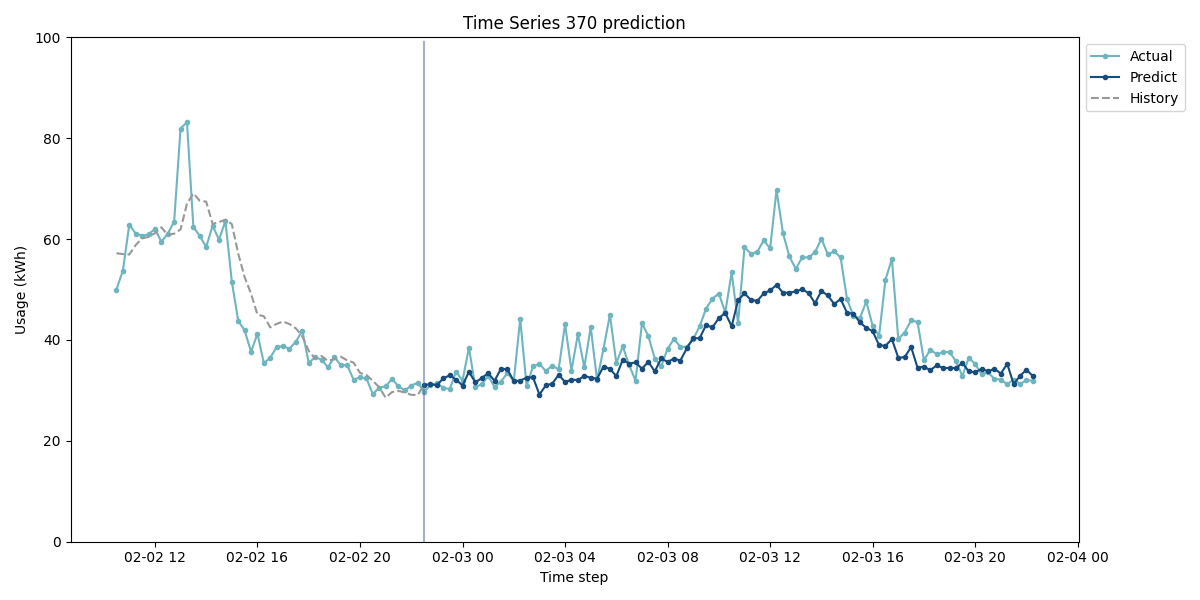 Time Series 370 prediction
100
80
60
40
20
0
Usage (kWh)
02-02 12
02-02 16
02-02 20
02-03 00
02-03 04
02-03 08
02-03 12
02-03 16
02-03 20
02-04 00
Time step
Actual
Predict
History